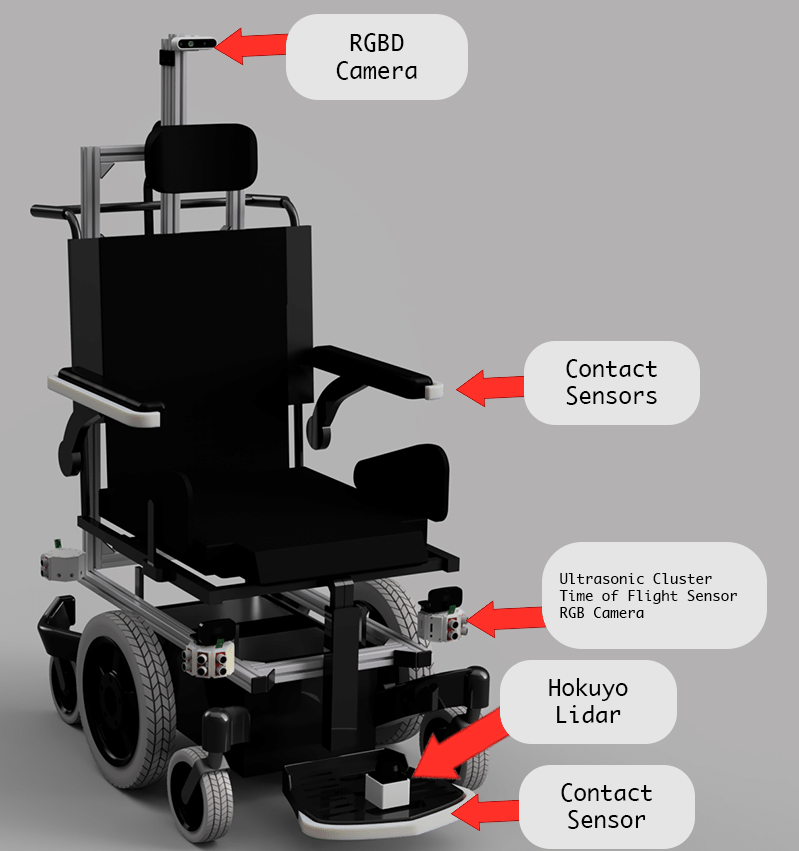 RGBD
Camera
Contact
Sensors
Ultrasonic Cluster
Time of Flight Sensor
RGB Camera
Hokuyo
Lidar
Contact
Sensor